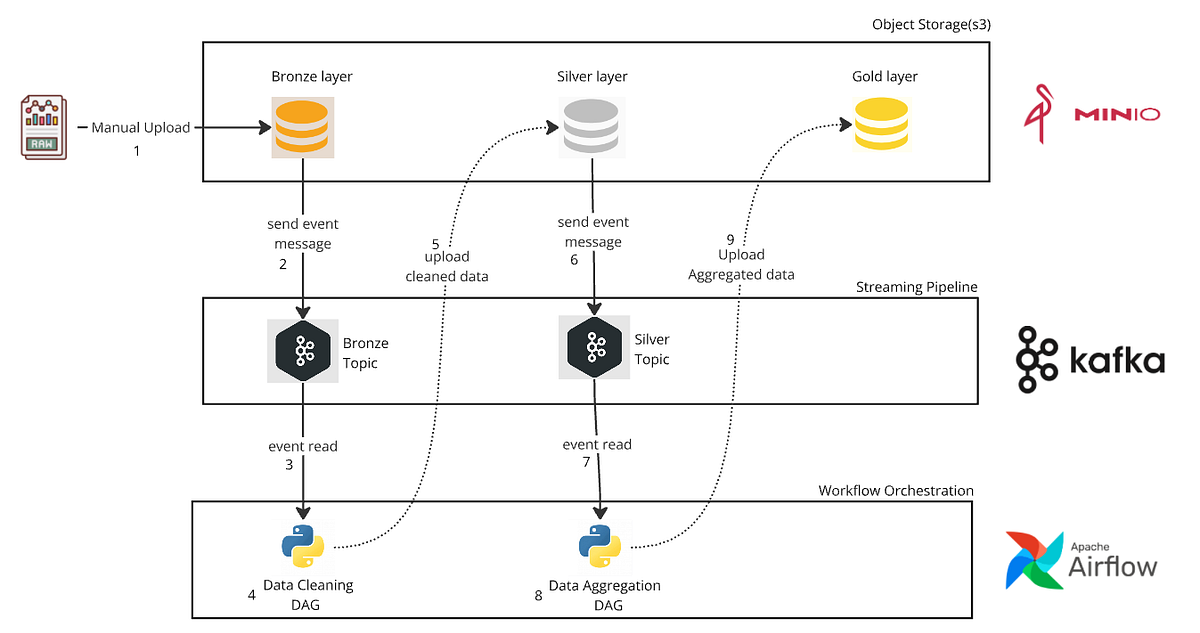 Object Storage(s3)
Bronze layer
Silver layer
Gold layer
RAW
Manual Upload
1
MINIO
send event
message
2
5
upload
cleaned data
send event
message
6
9
Upload
Aggregated data
Streaming Pipeline
Bronze
Topic
Silver
Topic
kafka
event read
3
event read
7
Workflow Orchestration
4
Data Cleaning
DAG
8
Data Aggregation
DAG
Apache
Airflow